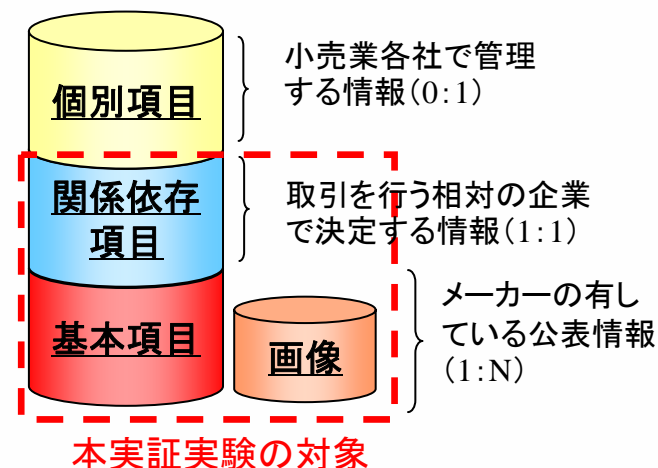 個別項目
小売業各社で管理
する情報(0:1)
関係依存
項目
取引を行う相対の企業
で決定する情報(1:1)
基本項目
画像
メーカーの有し
ている公表情報
(1:N)
本実証実験の対象